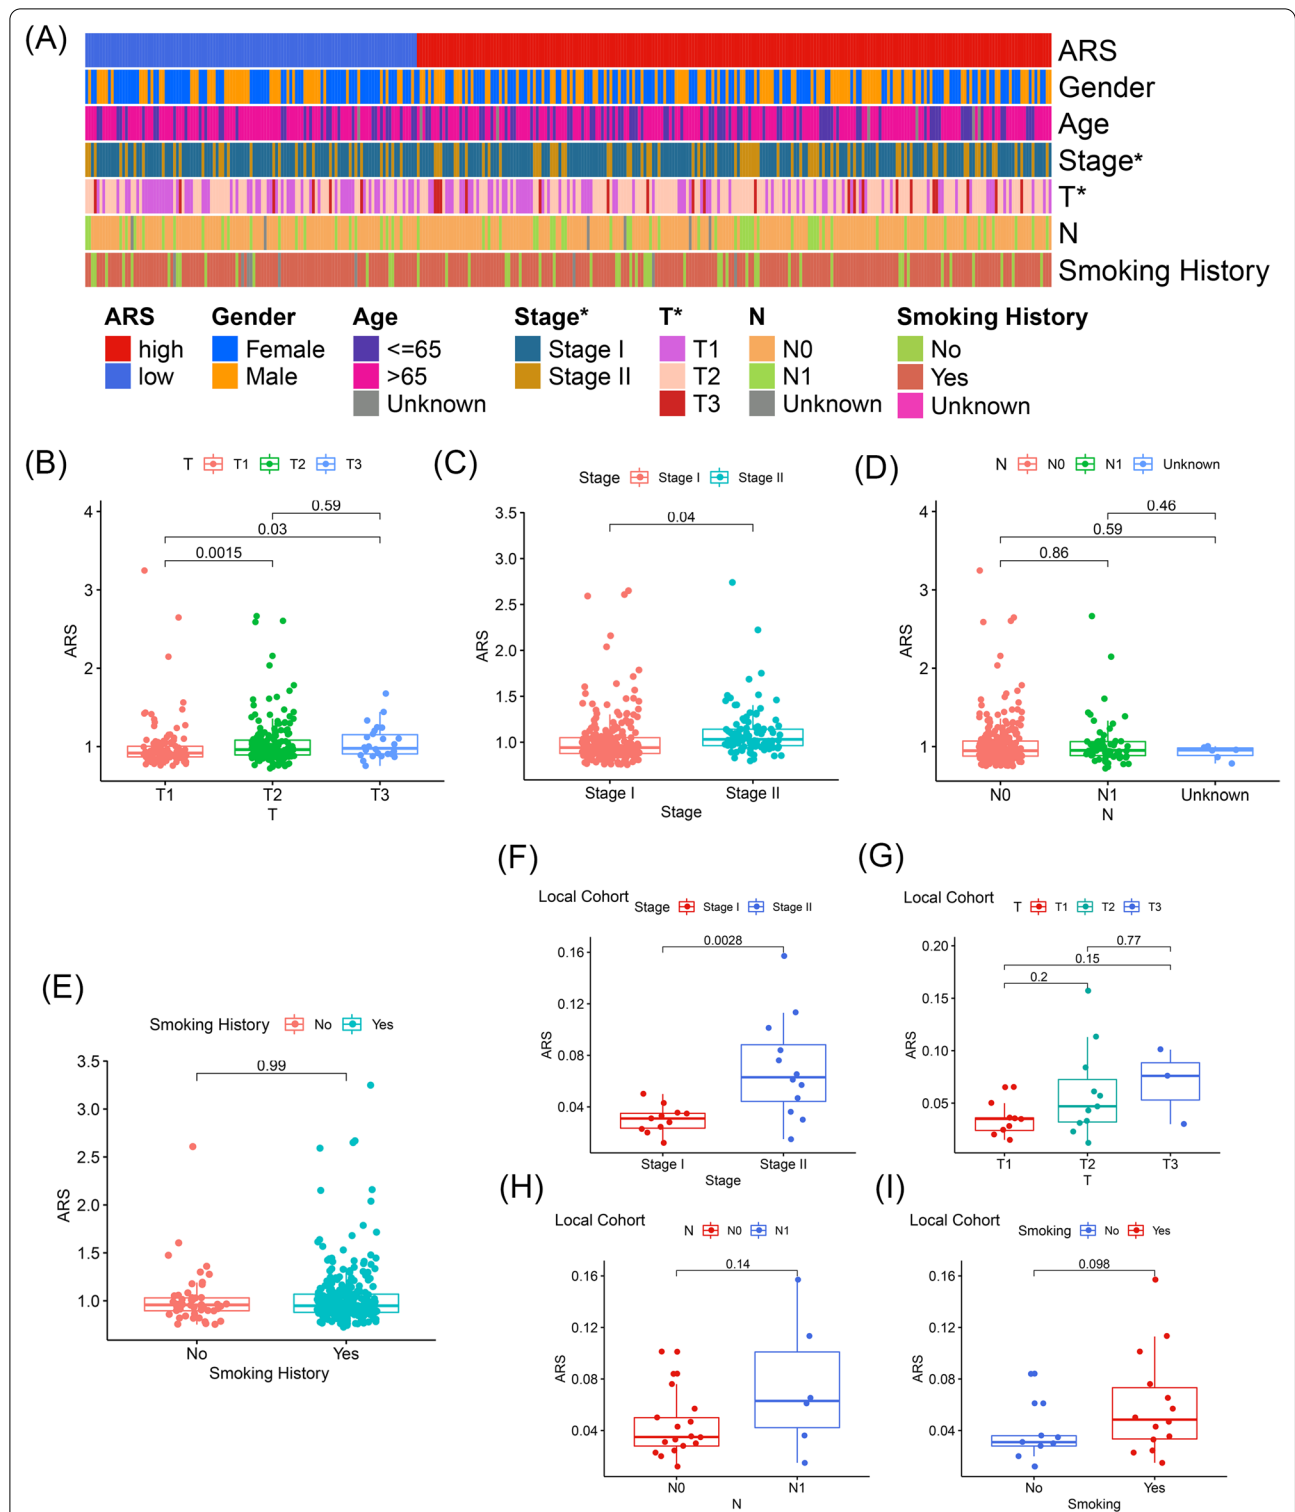 (A)
ARS
Gender
Age
Stage*
T*
N
Smoking History
ARS Gender Age Stage* T* N Smoking History
high Female <=65 Stage I T1 N0 No
low Male >65 Stage II T2 N1 Yes
Unknown T3 Unknown Unknown
(B)
T T1 T2 T3
4
3
2
1
ARS
0.59
0.03
0.0015
T1 T2 T3
T
(C)
Stage Stage I Stage II
3.5
3.0
2.5
2.0
1.5
1.0
ARS
0.04
Stage I Stage II
Stage
(D)
N N0 N1 Unknown
4
3
2
1
ARS
0.46
0.59
0.86
N0 N1 Unknown
N
(E)
Smoking History No Yes
3.5
3.0
2.5
2.0
1.5
1.0
ARS
0.99
No Yes
Smoking History
(F)
Local Cohort
Stage Stage I Stage II
0.16
0.12
0.08
0.04
ARS
0.0028
Stage I Stage II
Stage
(G)
Local Cohort
T T1 T2 T3
0.20
0.15
0.10
0.05
ARS
0.77
0.15
0.2
T1 T2 T3
T
(H)
Local Cohort
N N0 N1
0.16
0.12
0.08
0.04
ARS
0.14
N0 N1
N
(I)
Local Cohort
Smoking No Yes
0.16
0.12
0.08
0.04
ARS
0.098
No Yes
Smoking